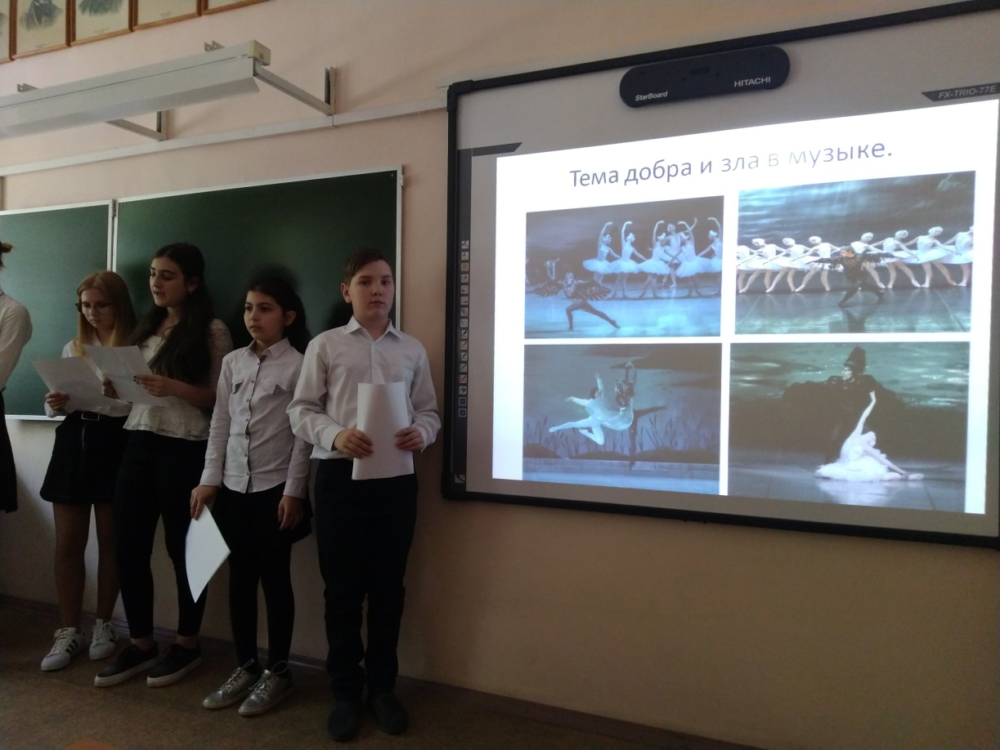 StarBoard
HITACHI
FX-TRIO-77E
Тема добра и зла в музыке.